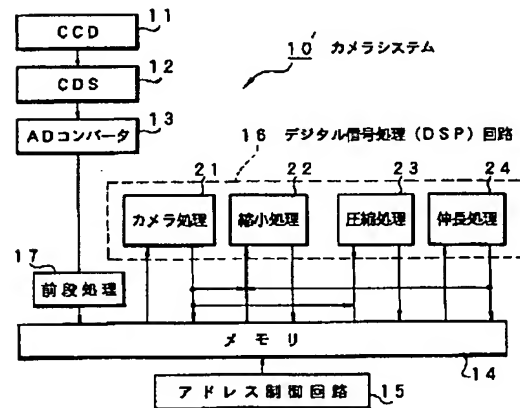 11
CCD
12
CDS
13
ADコンバータ
10' カメラシステム
16 デジタル信号処理(DSP)回路
21
22
23
24
カメラ処理
縮小処理
圧縮処理
伸長処理
17
前段処理
メモリ
14
アドレス制御回路
15